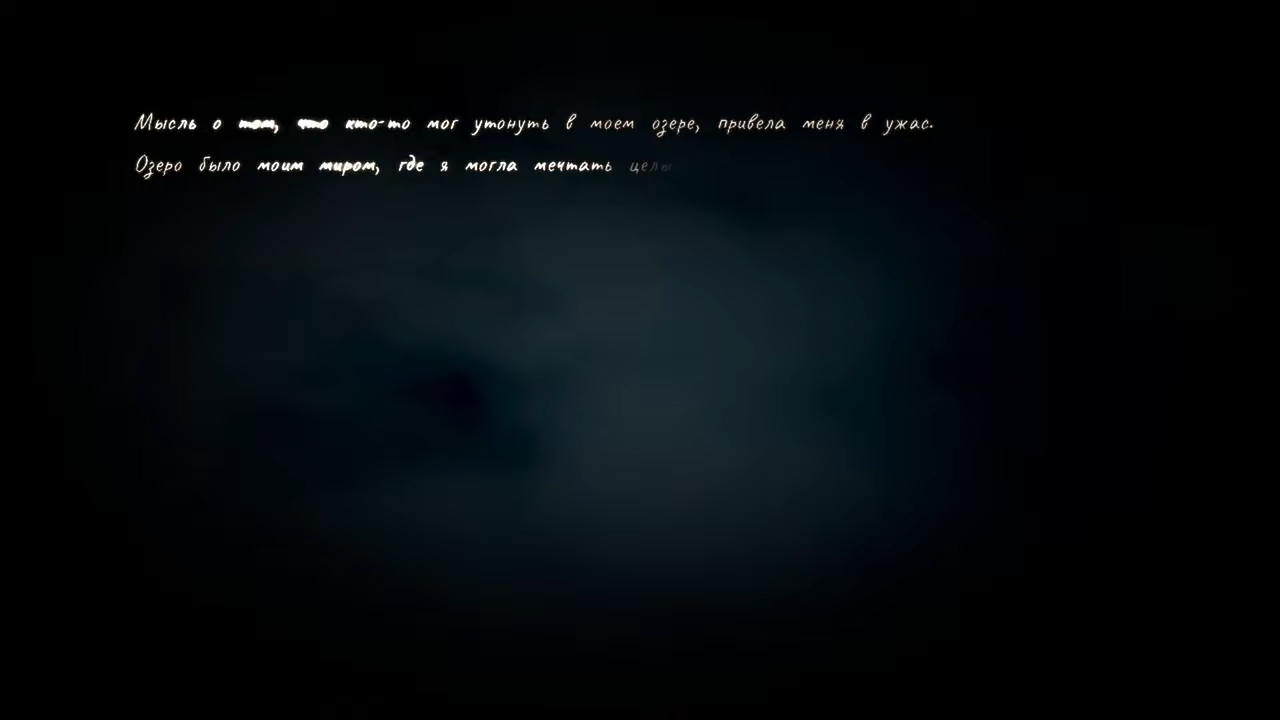 Мысль о том, что кто-то мог утонуть в моем озере, привела меня в ужас.
Озеро было моим миром, где я могла мечтать